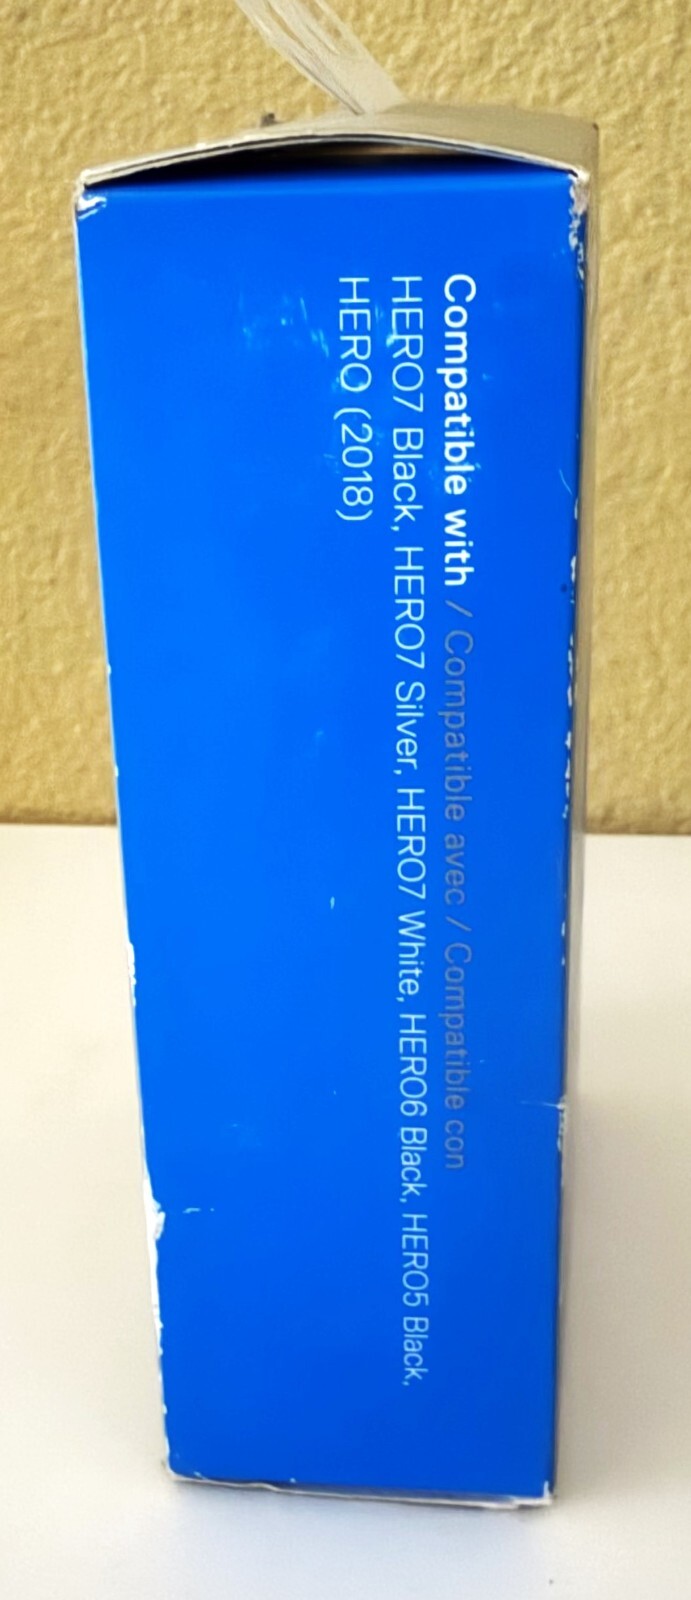 Compatible with / Compatible avec / Compatible con
HERO7 Black, HERO7 Silver, HERO7 White, HERO6 Black, HERO5 Black,
HERO (2018)